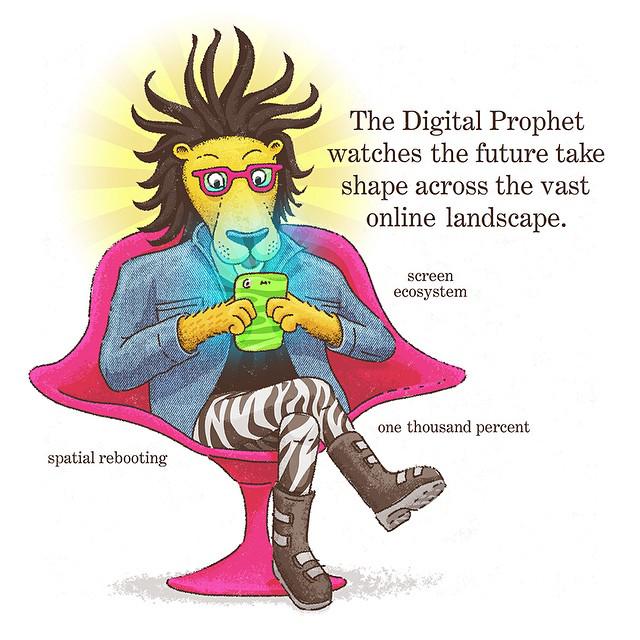 The Digital Prophet
watches the future take
shape across the vast
online landscape.
screen
ecosystem
one thousand percent
spatial rebooting